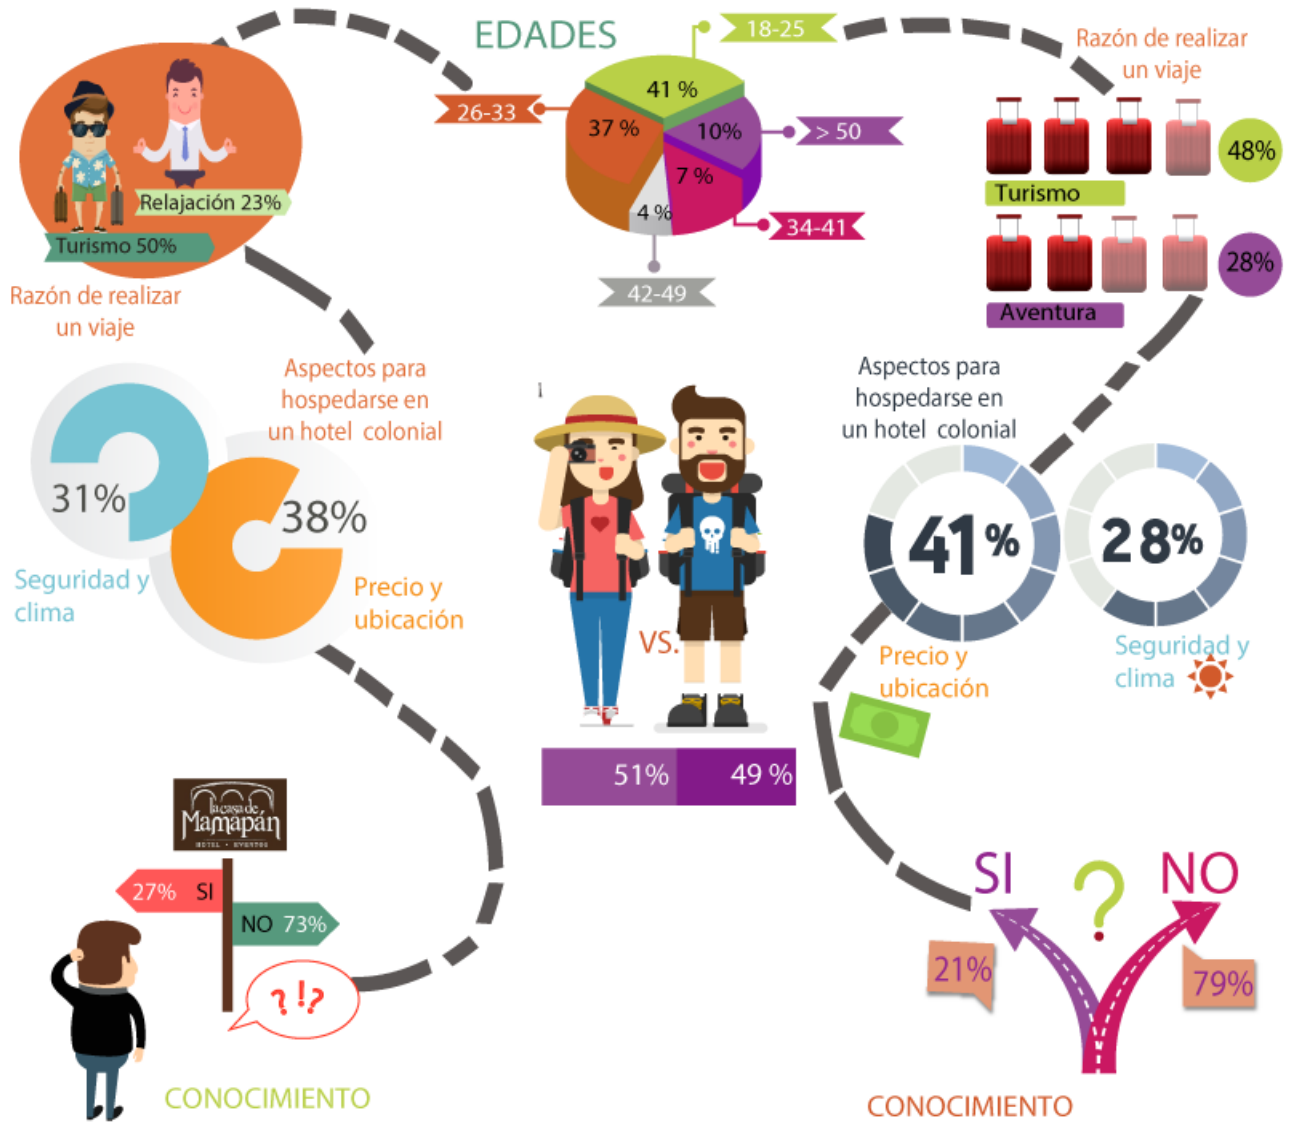 EDADES
18-25
41 %
26-33
37 %
10%
> 50
7 %
34-41
4 %
42-49
Relajación 23%
Turismo 50%
Razón de realizar
un viaje
Aspectos para
hospedarse en
un hotel colonial
31%
38%
Seguridad y
clima
Precio y
ubicación
la casa de
Mamapán
HOTEL • EVENTOS
27% SI
NO 73%
? !?
CONOCIMIENTO
VS.
51%
49 %
Razón de realizar
un viaje
48%
Turismo
28%
Aventura
Aspectos para
hospedarse en
un hotel colonial
41%
28%
Precio y
ubicación
Seguridad y
clima
SI
?
NO
21%
79%
CONOCIMIENTO